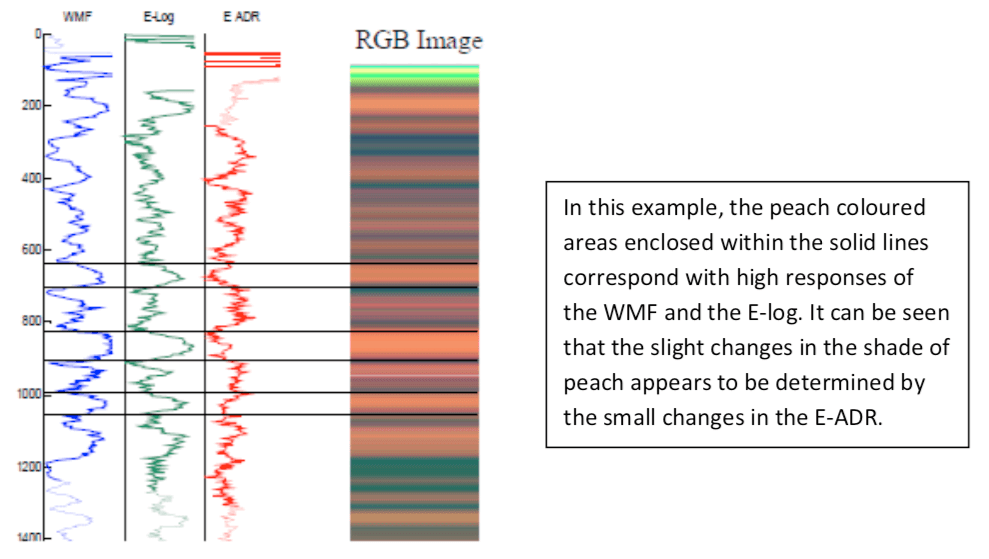 WMF E-Log E ADR
RGB Image
0
200
400
600
800
1000
1200
1400
In this example, the peach coloured
areas enclosed within the solid lines
correspond with high responses of
the WMF and the E-log. It can be seen
that the slight changes in the shade of
peach appears to be determined by
the small changes in the E-ADR.